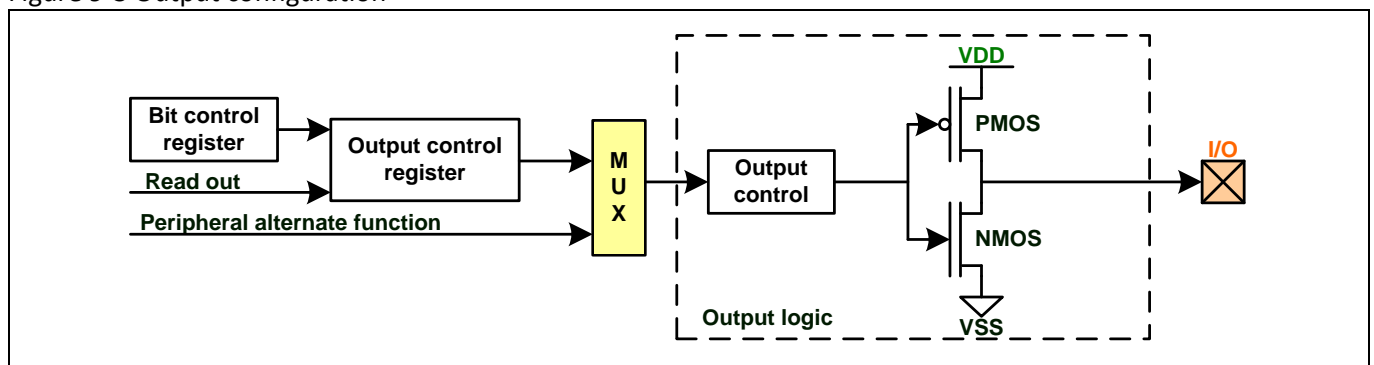 VDD
Bit control
register
PMOS
Output control
register
M
U
X
Output
control
I/O
Read out
Peripheral alternate function
NMOS
Output logic
VSS